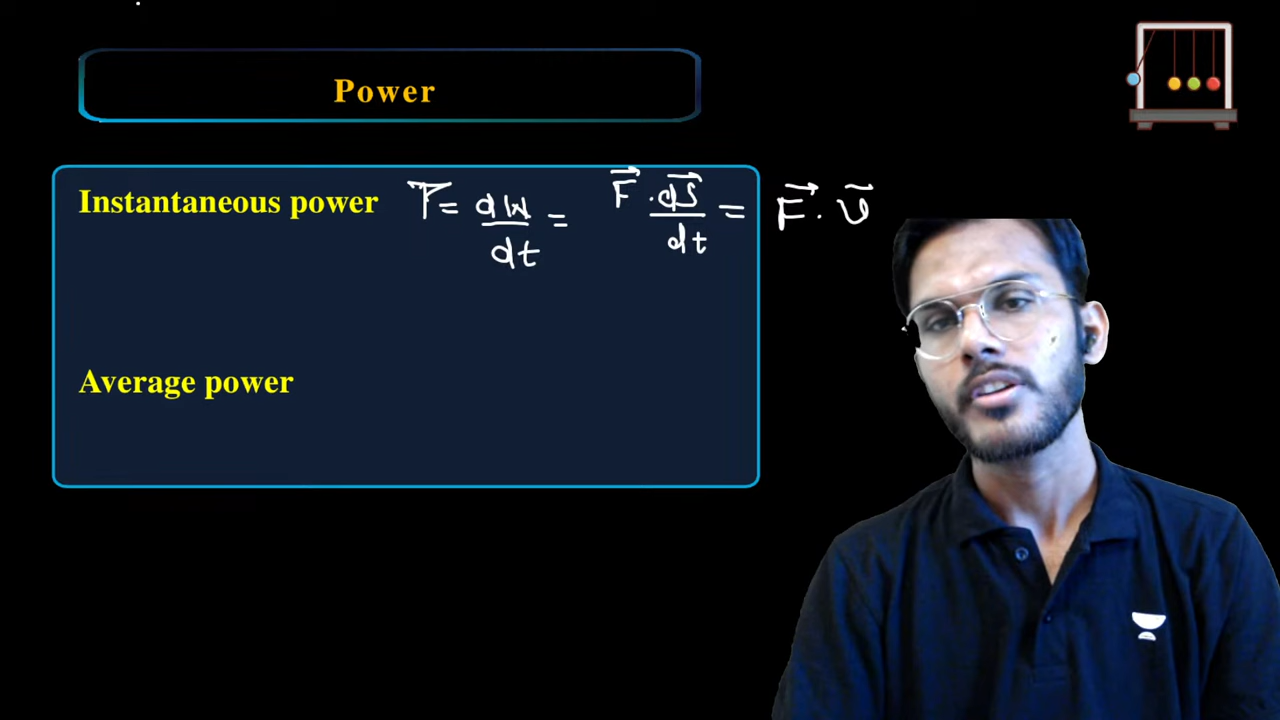 Power
Instantaneous power P = dW/dt = F⃗ · dS⃗/dt = F⃗ · v⃗
Average power